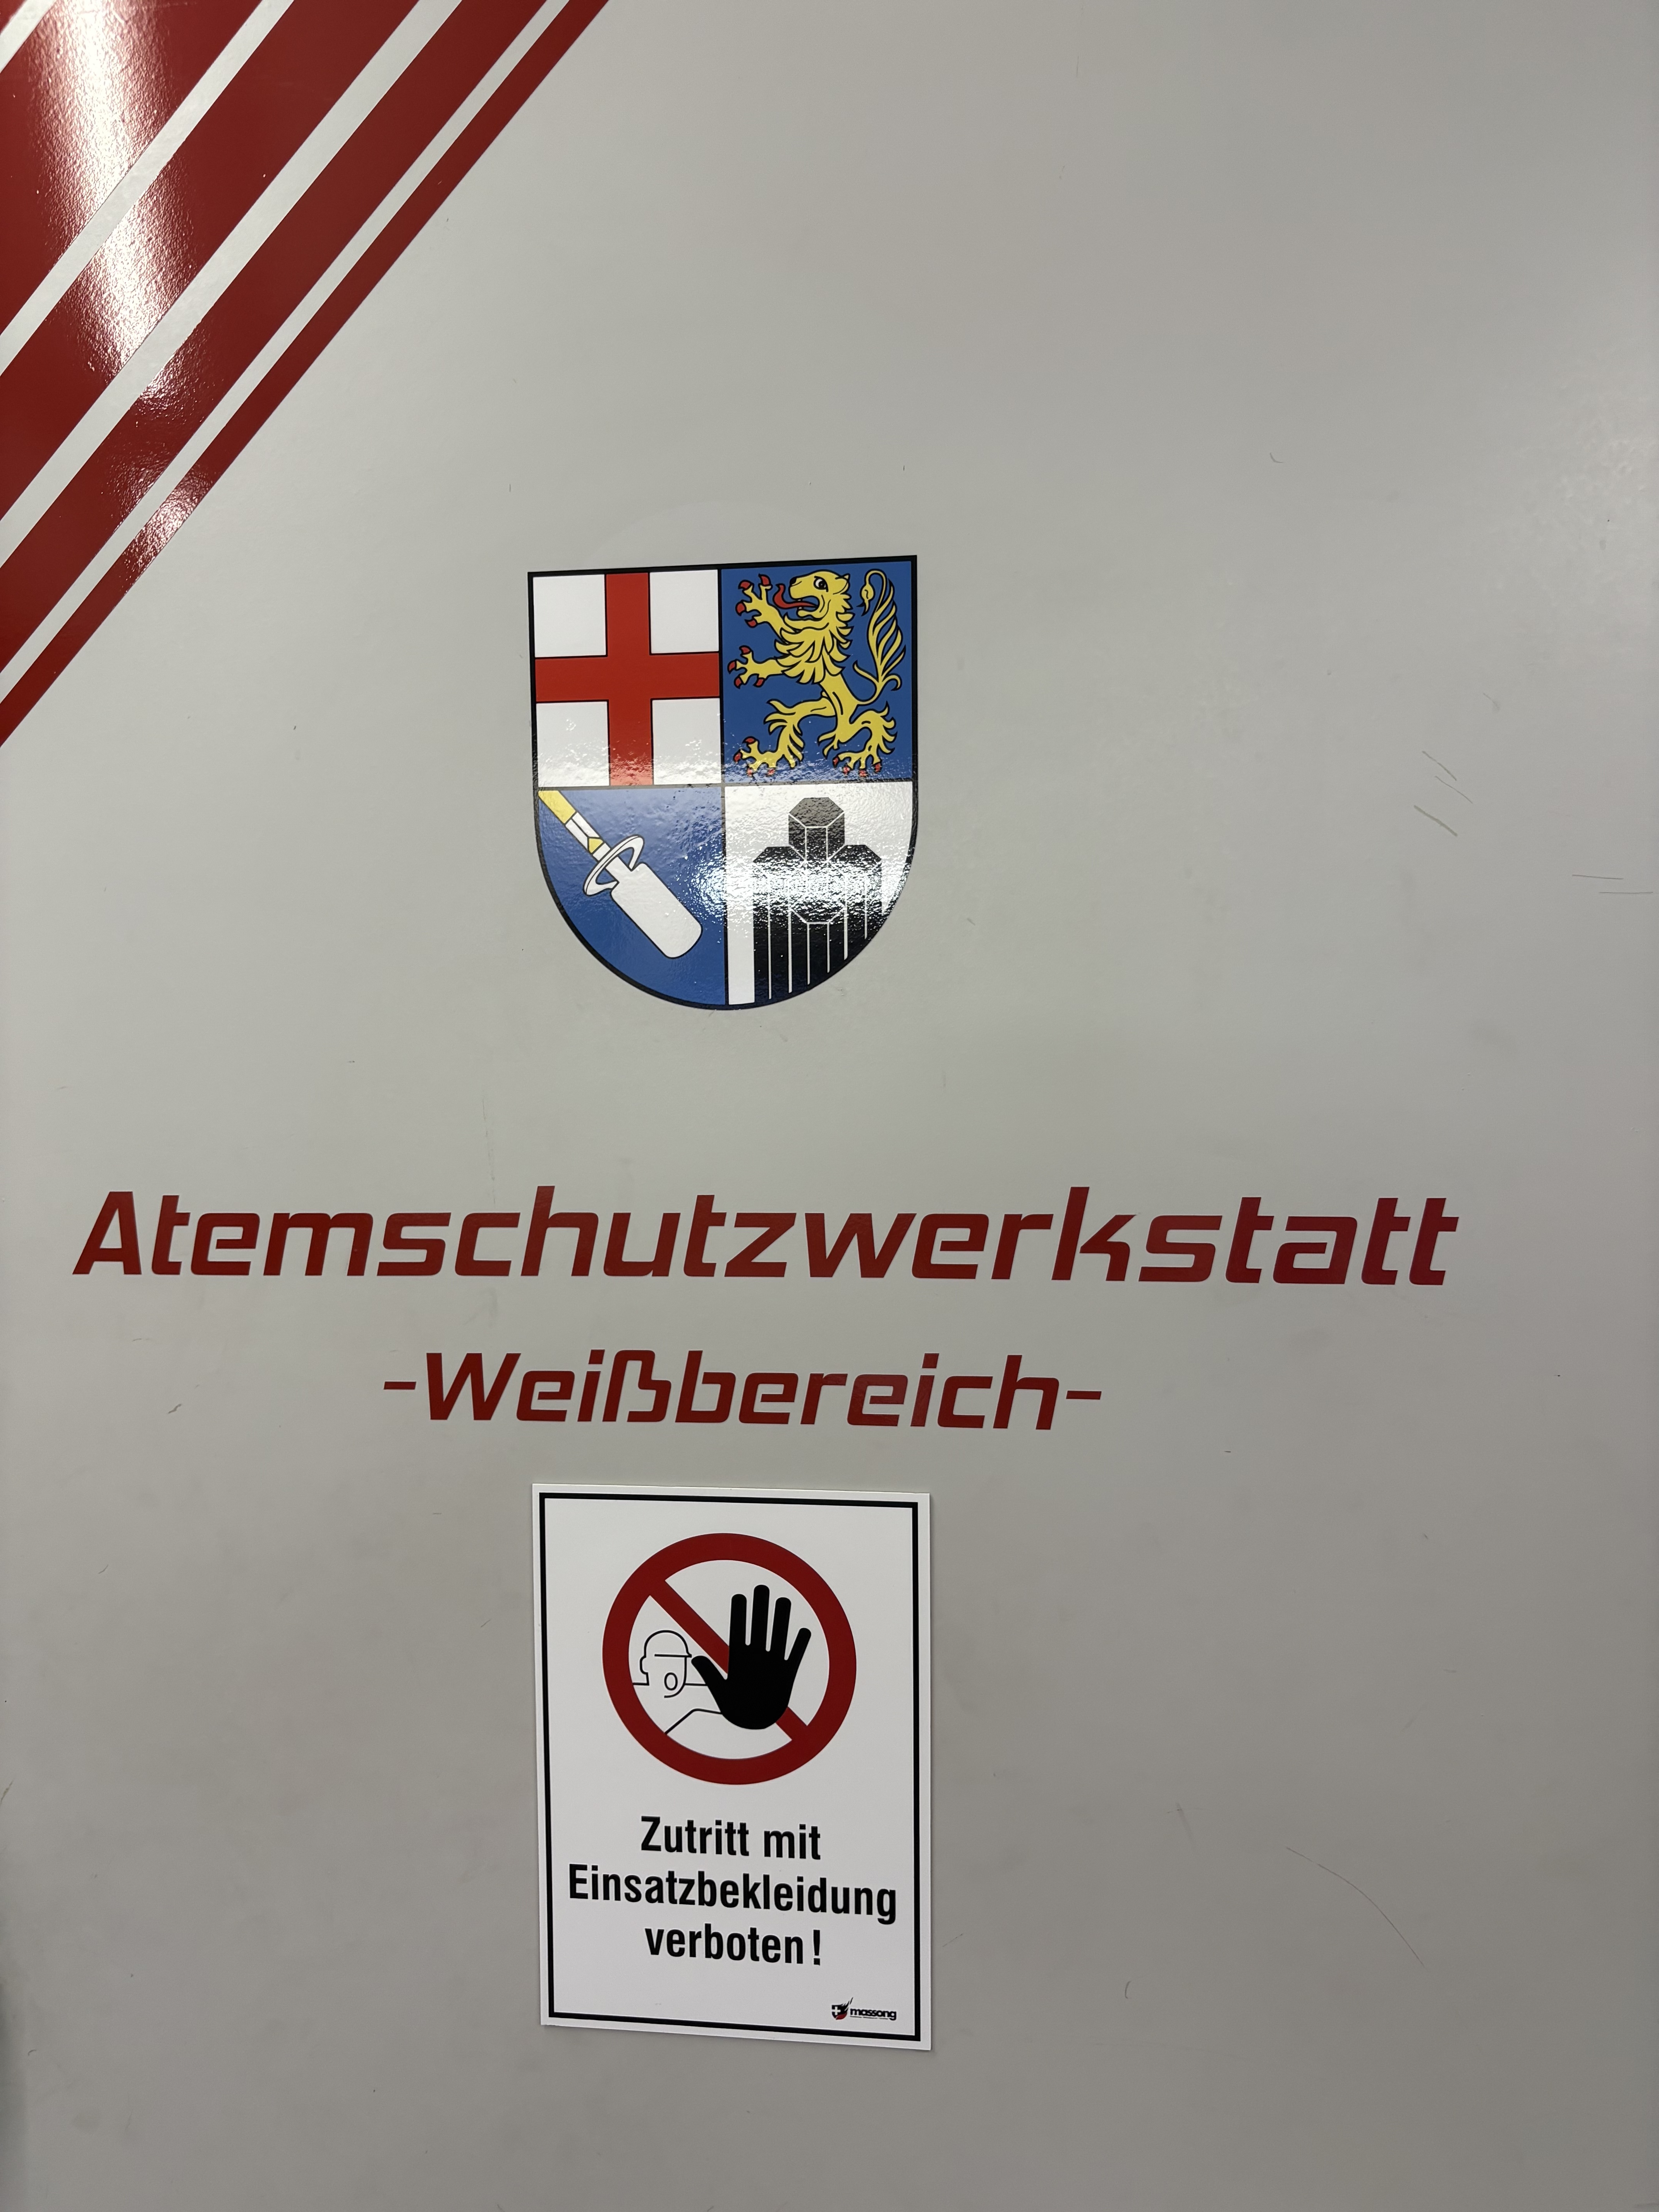 Atemschutzwerkstatt
-Weißbereich-
Zutritt mit
Einsatzbekleidung
verboten!
massong